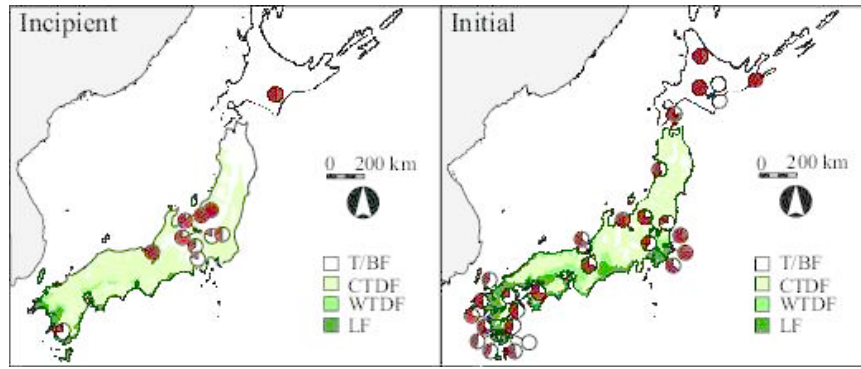 Incipient
0 200 km
T/BF
CTDF
WTDF
LF
Initial
0 200 km
T/BF
CTDF
WTDF
LF